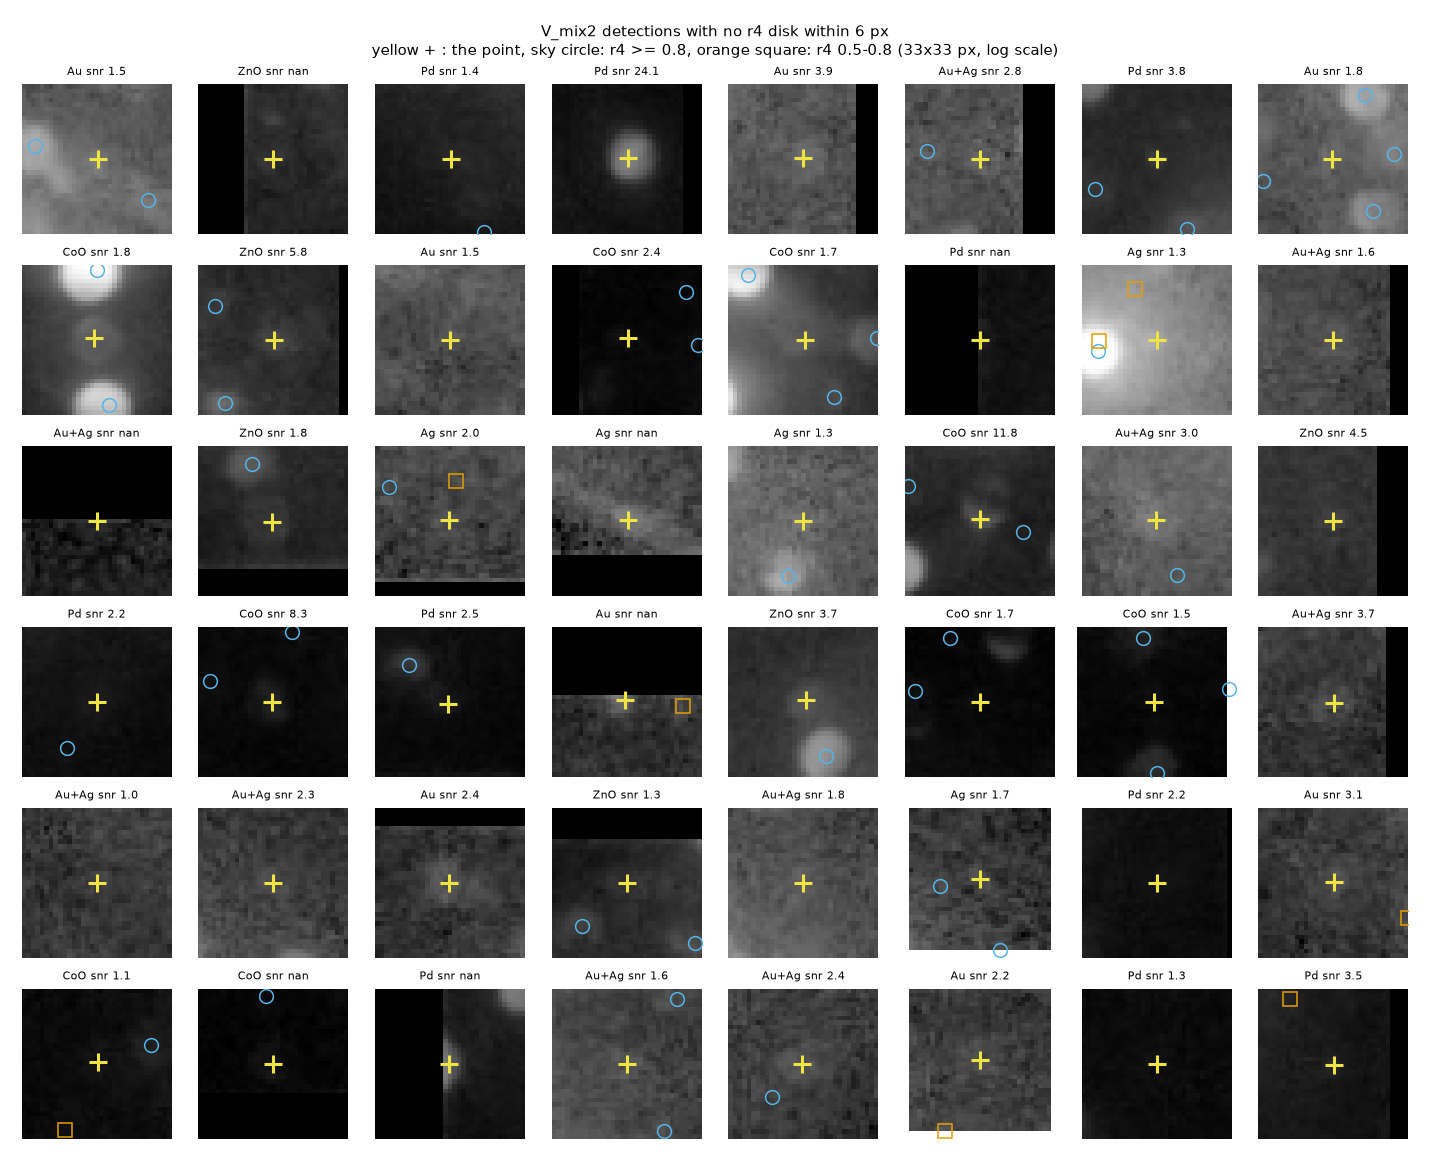 V_mix2 detections with no r4 disk within 6 px
yellow + : the point, sky circle: r4 >= 0.8, orange square: r4 0.5-0.8 (33x33 px, log scale)
Au snr 1.5 ZnO snr nan Pd snr 1.4 Pd snr 24.1 Au snr 3.9 Au+Ag snr 2.8 Pd snr 3.8 Au snr 1.8
CoO snr 1.8 ZnO snr 5.8 Au snr 1.5 CoO snr 2.4 CoO snr 1.7 Pd snr nan Ag snr 1.3 Au+Ag snr 1.6
Au+Ag snr nan ZnO snr 1.8 Ag snr 2.0 Ag snr nan Ag snr 1.3 CoO snr 11.8 Au+Ag snr 3.0 ZnO snr 4.5
Pd snr 2.2 CoO snr 8.3 Pd snr 2.5 Au snr nan ZnO snr 3.7 CoO snr 1.7 CoO snr 1.5 Au+Ag snr 3.7
Au+Ag snr 1.0 Au+Ag snr 2.3 Au snr 2.4 ZnO snr 1.3 Au+Ag snr 1.8 Ag snr 1.7 Pd snr 2.2 Au snr 3.1
CoO snr 1.1 CoO snr nan Pd snr nan Au+Ag snr 1.6 Au+Ag snr 2.4 Au snr 2.2 Pd snr 1.3 Pd snr 3.5